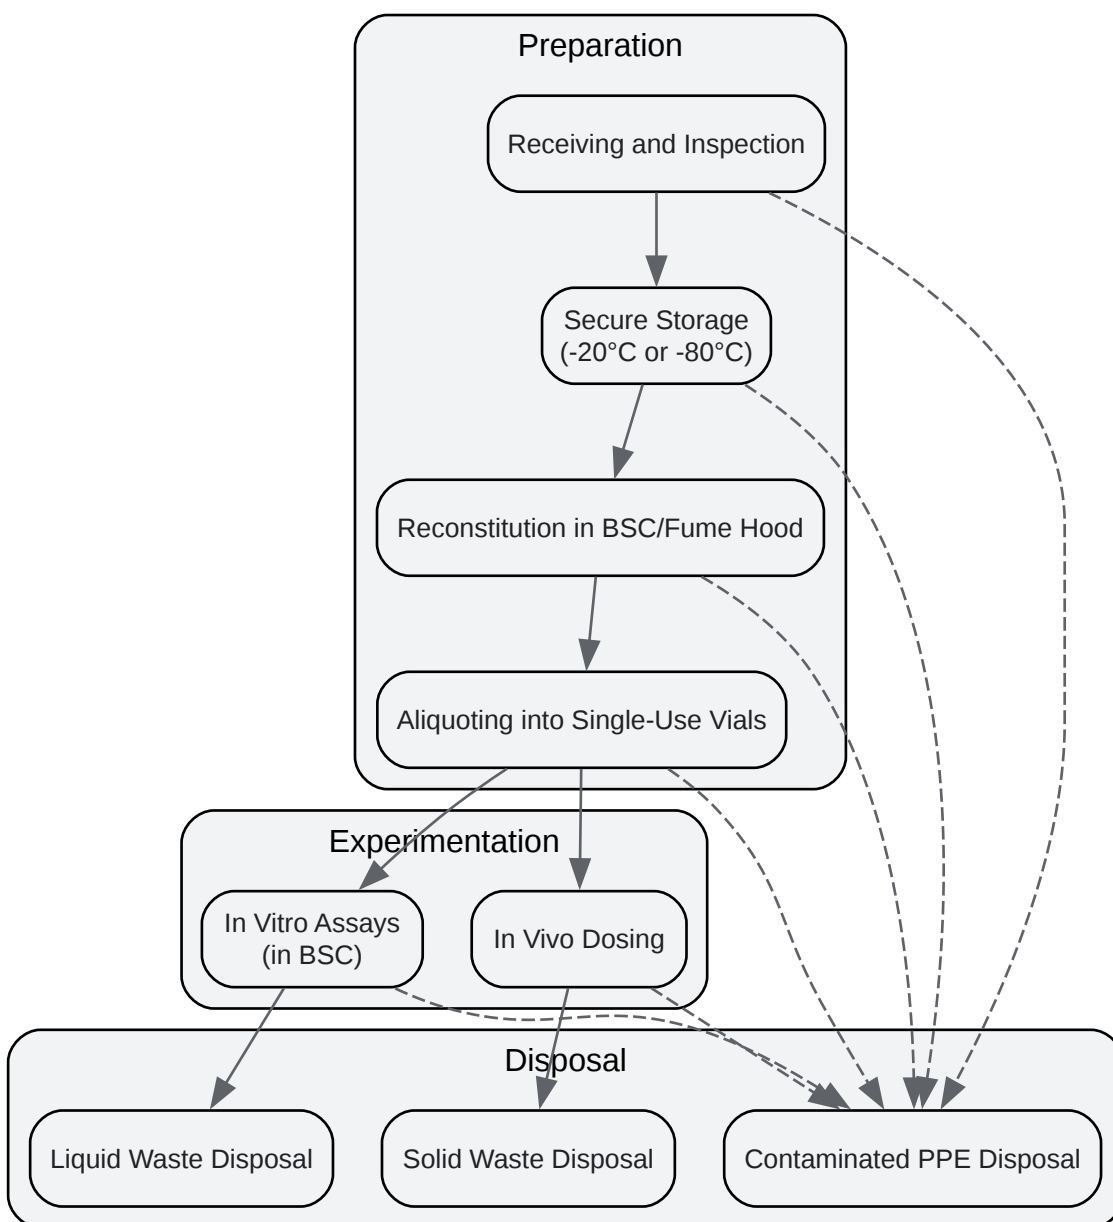 Preparation
Receiving and Inspection
Secure Storage
(-20°C or -80°C)
Reconstitution in BSC/Fume Hood
Aliquoting into Single-Use Vials
Experimentation
In Vitro Assays
(in BSC)
In Vivo Dosing
Disposal
Liquid Waste Disposal
Solid Waste Disposal
Contaminated PPE Disposal